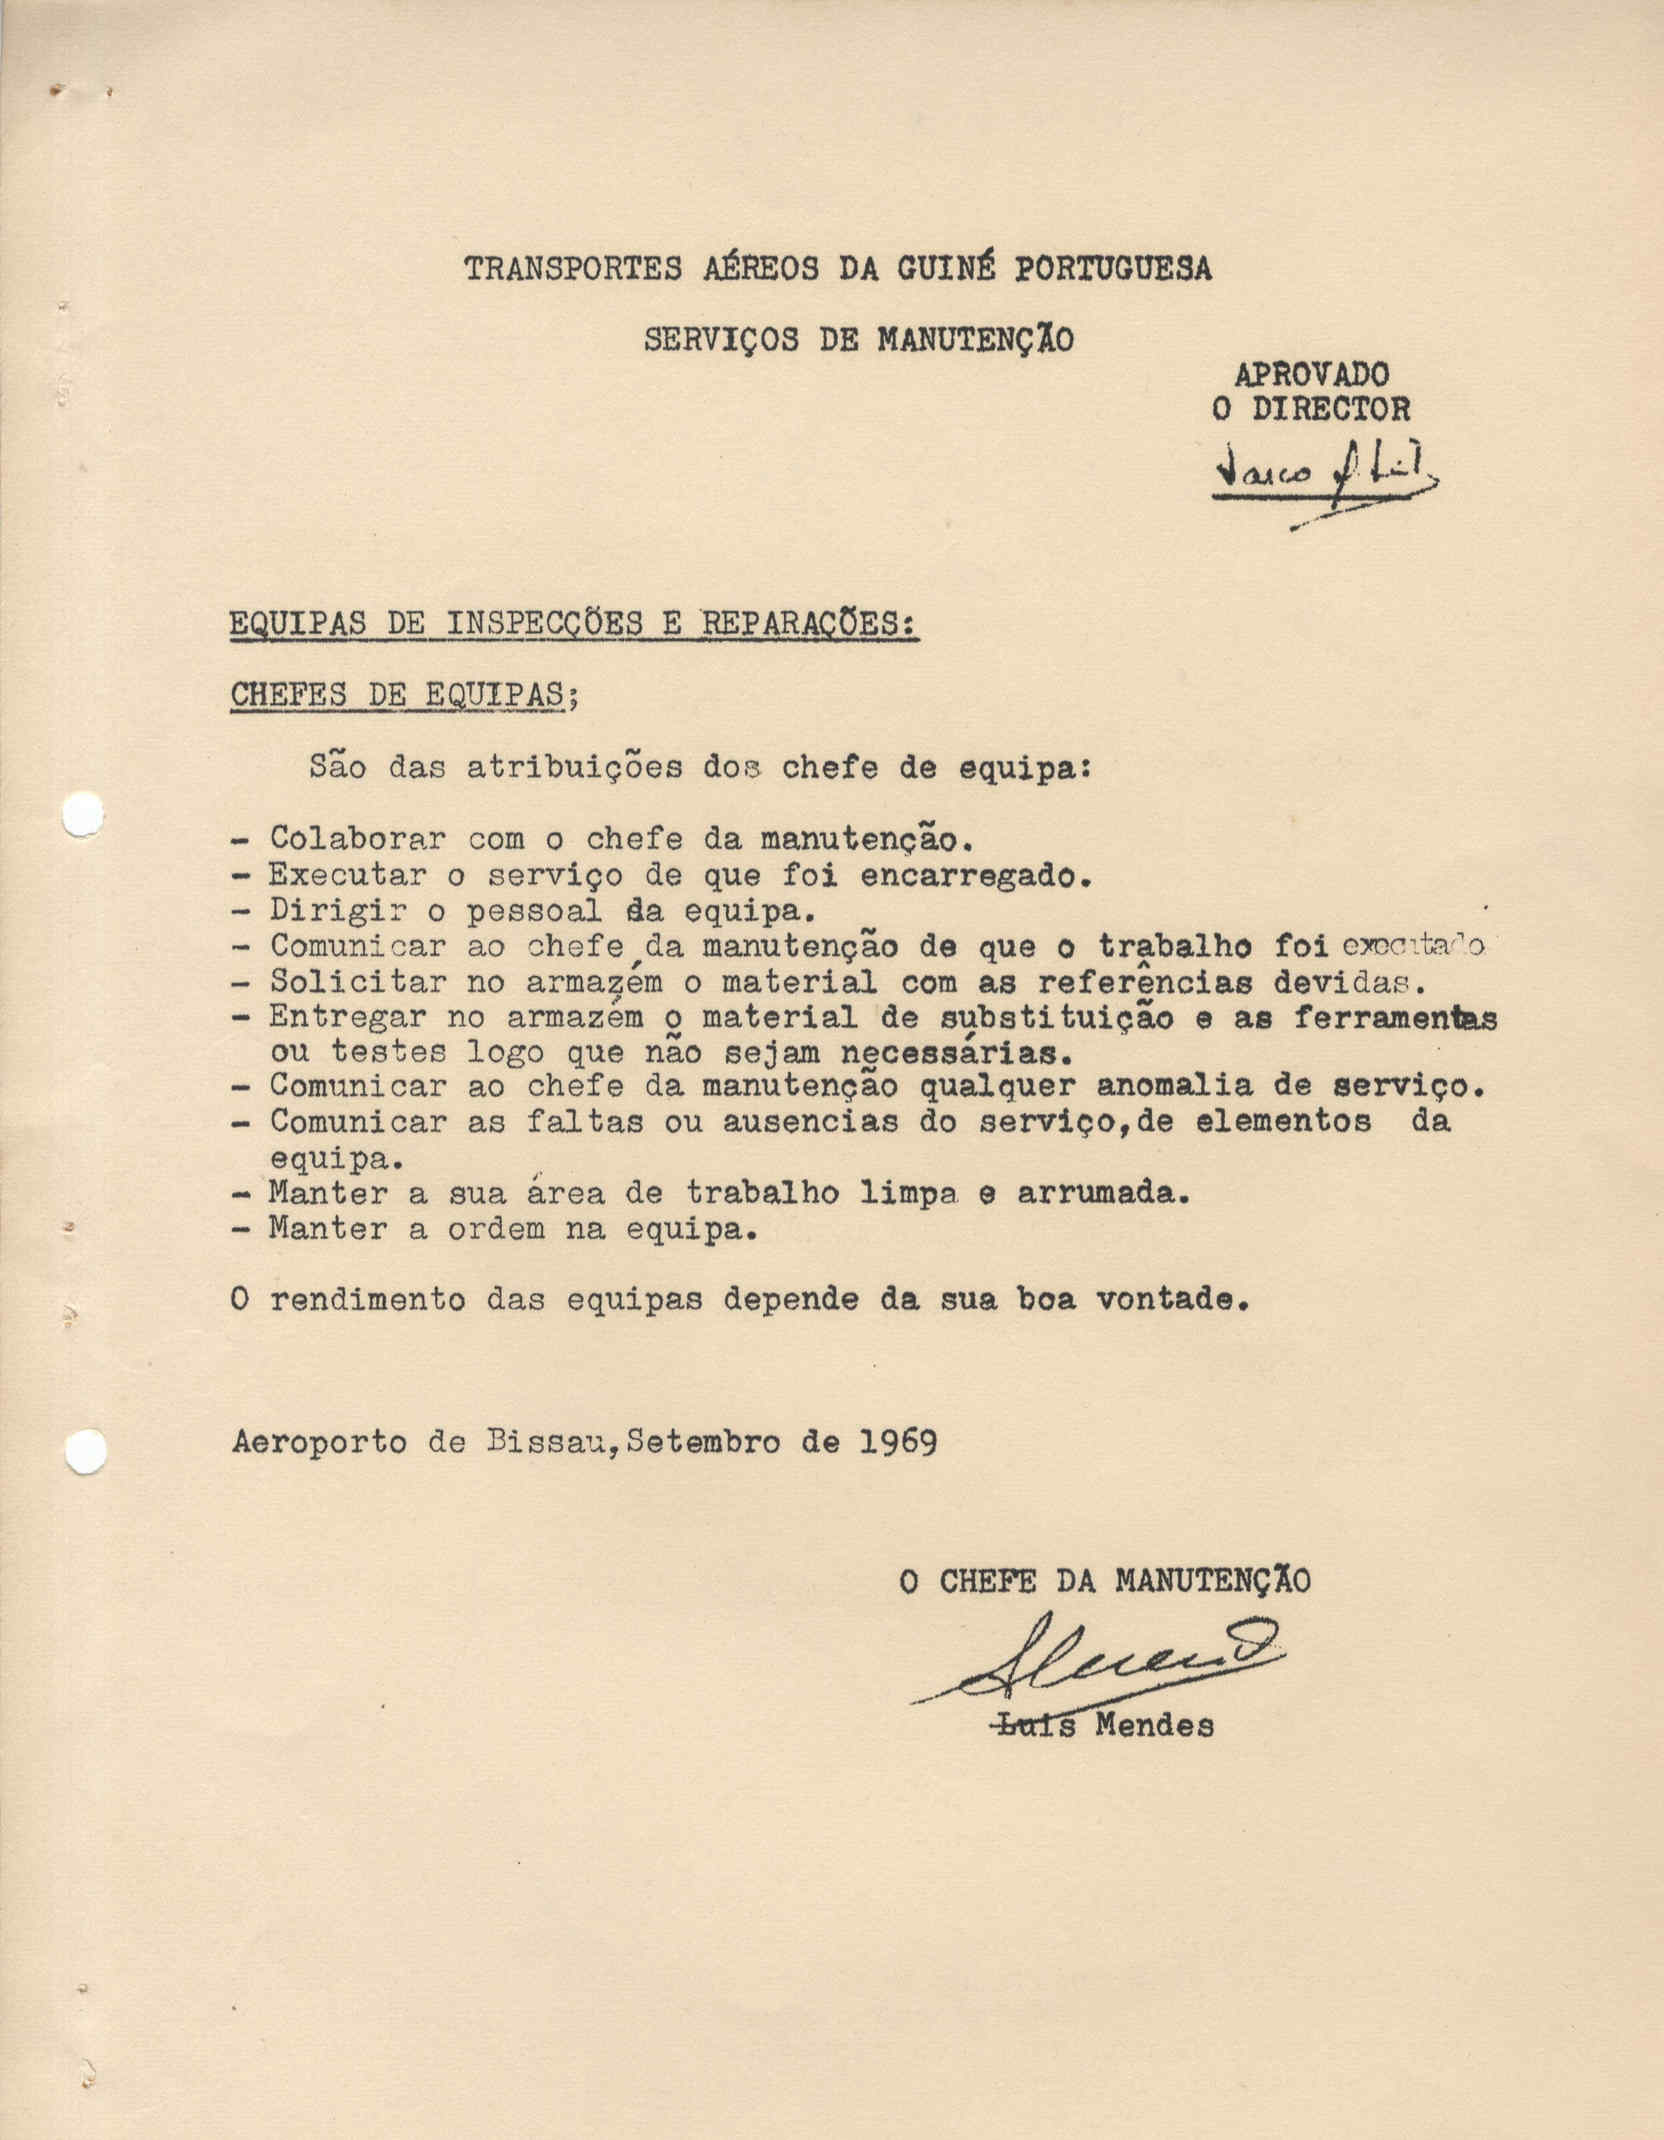 TRANSPORTES AÉREOS DA GUINÉ PORTUGUESA
SERVIÇOS DE MANUTENÇÃO
APROVADO
O DIRECTOR
Vasco
EQUIPAS DE INSPECÇÕES E REPARAÇÕES:
CHEFES DE EQUIPAS;
São das atribuições dos chefe de equipa:
- Colaborar com o chefe da manutenção.
- Executar o serviço de que foi encarregado.
- Dirigir o pessoal da equipa.
- Comunicar ao chefe da manutenção de que o trabalho foi executado
- Solicitar no armazém o material com as referências devidas.
- Entregar no armazém o material de substituição e as ferramentas
ou testes logo que não sejam necessárias.
- Comunicar ao chefe da manutenção qualquer anomalia de serviço.
- Comunicar as faltas ou ausencias do serviço,de elementos da
equipa.
- Manter a sua área de trabalho limpa e arrumada.
- Manter a ordem na equipa.
O rendimento das equipas depende da sua boa vontade.
Aeroporto de Bissau,Setembro de 1969
O CHEFE DA MANUTENÇÃO
Luis Mendes